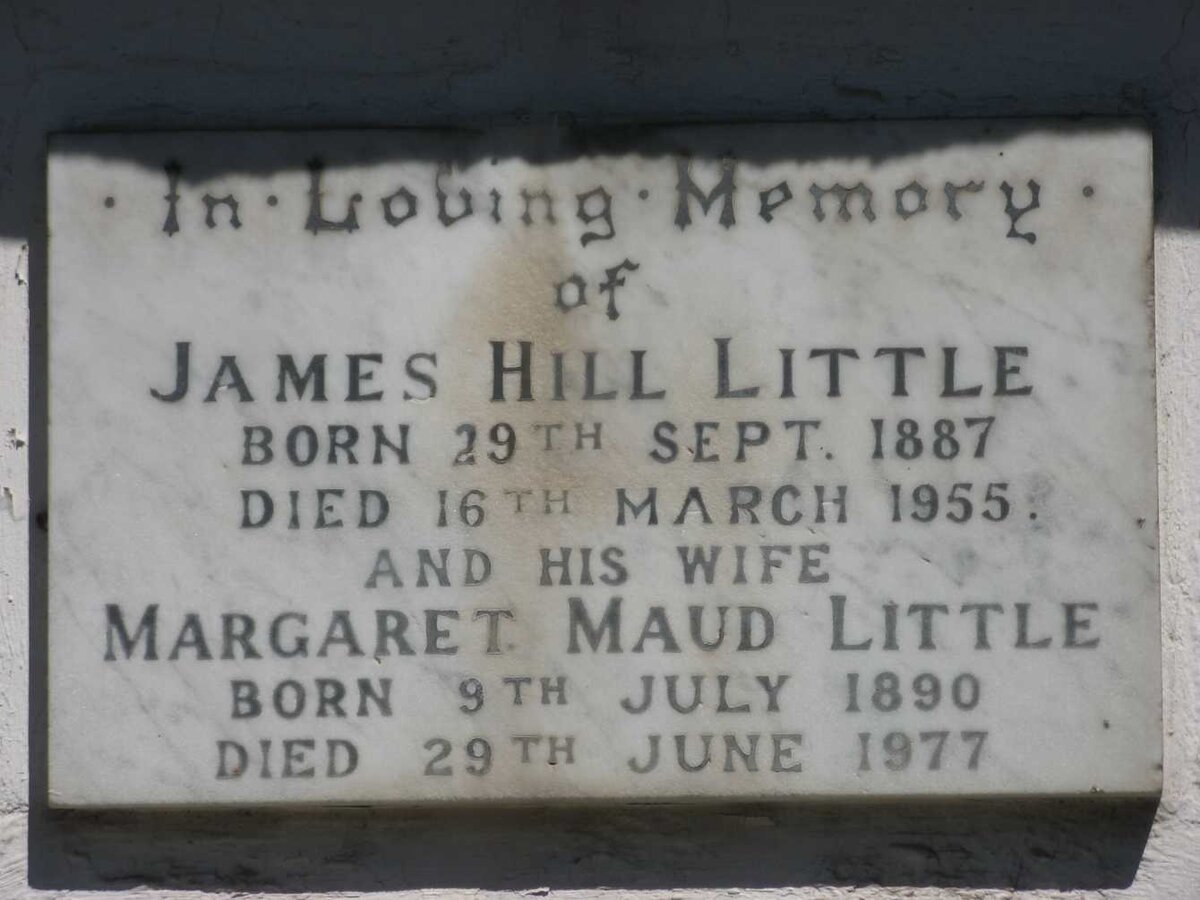 · In · Loving · Memory ·
of
JAMES HILL LITTLE
BORN 29TH SEPT. 1887
DIED 16TH MARCH 1955.
AND HIS WIFE
MARGARET MAUD LITTLE
BORN 9TH JULY 1890
DIED 29TH JUNE 1977